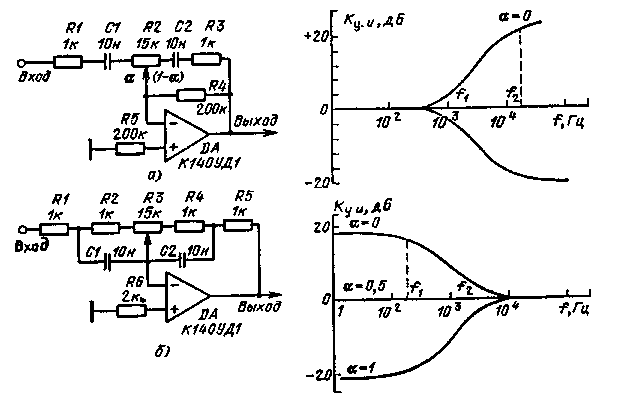 R1 C1 R2 C2 R3
1к 10н 15к 10н 1к
Вход
α (1-α)
R4
200к
R5
200к
Выход
DA
К140УД1
а)
R1 R2 R3 R4 R5
1к 1к 15к 1к 1к
Вход
C1 10н C2 10н
R6
2к
DA
К140УД1
Выход
б)
Kу.и, дБ
α=0
+20
f1 f2
0
10² 10³ 10⁴ f, Гц
-20
Kу.и, дБ
20
α=0
α=0,5
f1 f2
0
1 10² 10³ 10⁴ f, Гц
α=1
-20